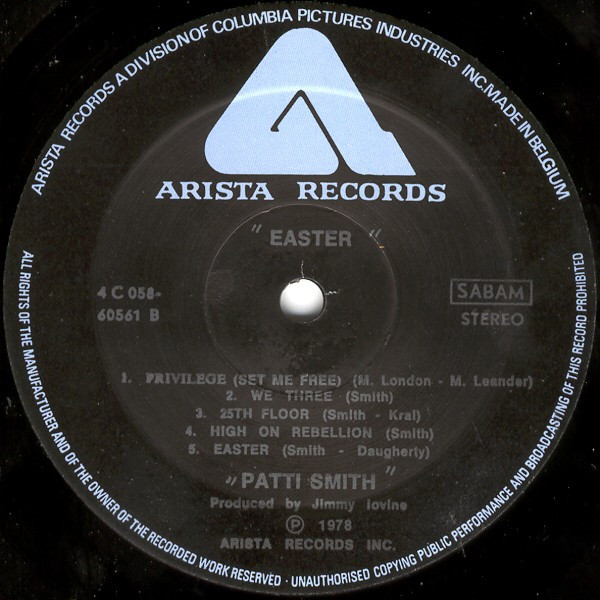 ARISTA RECORDS A DIVISION OF COLUMBIA PICTURES INDUSTRIES INC. MADE IN BELGIUM
ARISTA RECORDS
" EASTER "
4 C 058-
60561 B
SABAM
STEREO
1. PRIVILEGE (SET ME FREE) (M. London - M. Leander)
2. WE THREE (Smith)
3. 25TH FLOOR (Smith - Kral)
4. HIGH ON REBELLION (Smith)
5. EASTER (Smith - Daugherty)
" PATTI SMITH "
Produced by Jimmy Iovine
Ⓟ 1978
ARISTA RECORDS INC.
ALL RIGHTS OF THE MANUFACTURER AND OF THE OWNER OF THE RECORDED WORK RESERVED · UNAUTHORISED COPYING PUBLIC PERFORMANCE AND BROADCASTING OF THIS RECORD PROHIBITED